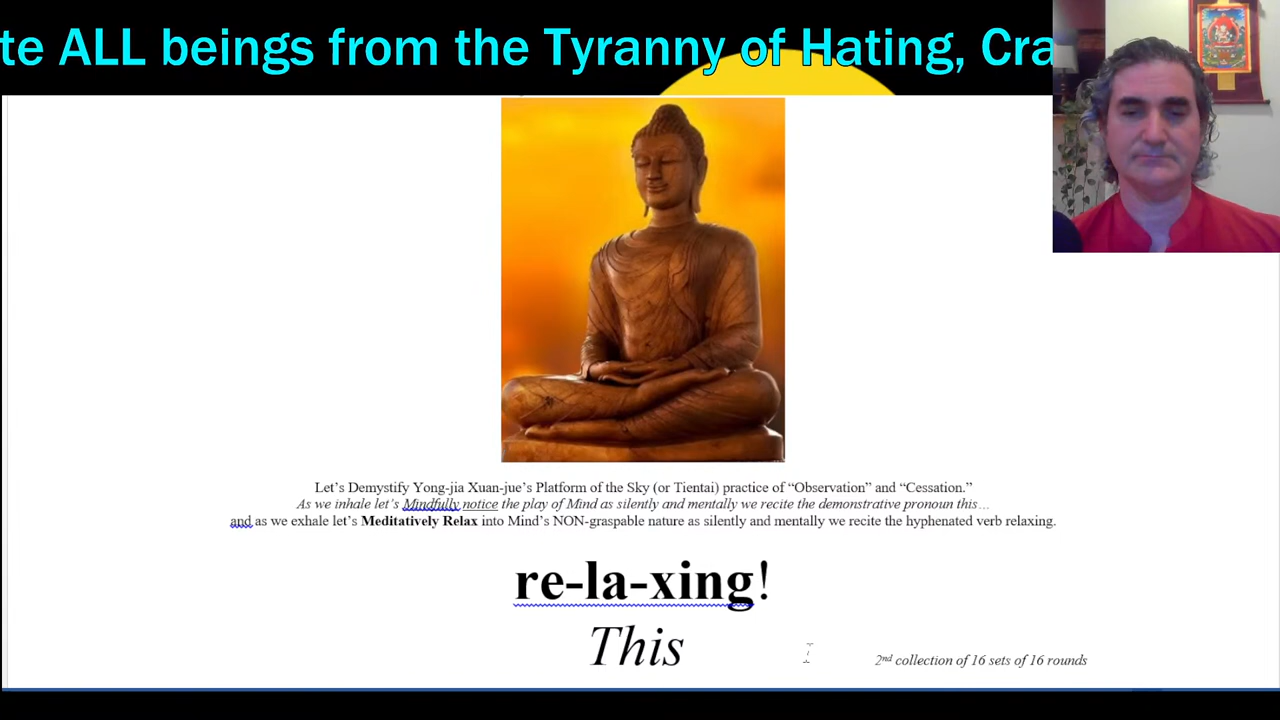 te ALL beings from the Tyranny of Hating, Cra
Let's Demystify Yong-jia Xuan-jue's Platform of the Sky (or Tientai) practice of “Observation” and “Cessation.”
As we inhale let's Mindfully notice the play of Mind as silently and mentally we recite the demonstrative pronoun this…
and as we exhale let's Meditatively Relax into Mind's NON-graspable nature as silently and mentally we recite the hyphenated verb relaxing.
re-la-xing!
This
2nd collection of 16 sets of 16 rounds